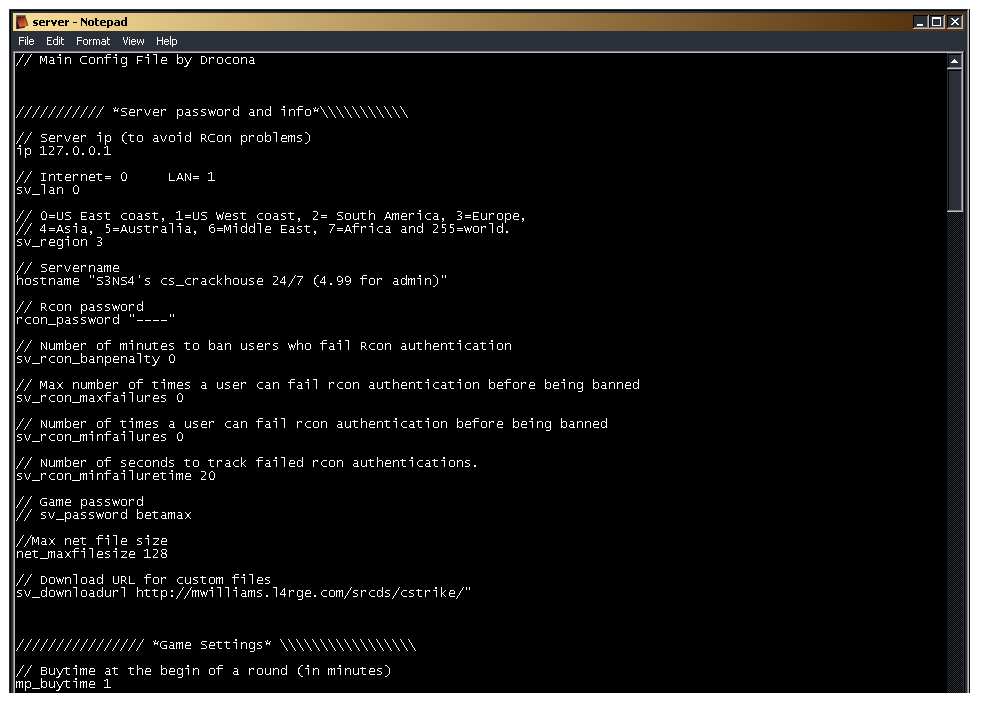 server - Notepad
File Edit Format View Help
// Main Config File by Drocona
/////////// *Server password and info*\\\\\\\\\\\
// Server ip (to avoid RCon problems)
ip 127.0.0.1
// Internet= 0     LAN= 1
sv_lan 0
// 0=US East coast, 1=US West coast, 2= South America, 3=Europe,
// 4=Asia, 5=Australia, 6=Middle East, 7=Africa and 255=world.
sv_region 3
// Servername
hostname "S3NS4's cs_crackhouse 24/7 (4.99 for admin)"
// Rcon password
rcon_password "----"
// Number of minutes to ban users who fail Rcon authentication
sv_rcon_banpenalty 0
// Max number of times a user can fail rcon authentication before being banned
sv_rcon_maxfailures 0
// Number of times a user can fail rcon authentication before being banned
sv_rcon_minfailures 0
// Number of seconds to track failed rcon authentications.
sv_rcon_minfailuretime 20
// Game password
// sv_password betamax
//Max net file size
net_maxfilesize 128
// Download URL for custom files
sv_downloadurl http://mwilliams.l4rge.com/srcds/cstrike/"
//////////////// *Game Settings* \\\\\\\\\\\\\\\\\
// Buytime at the begin of a round (in minutes)
mp_buytime 1